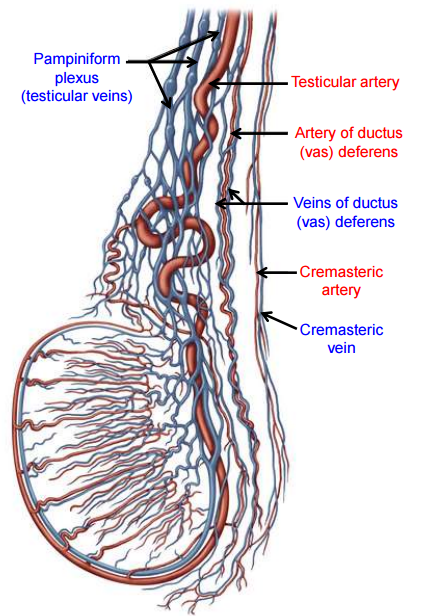 Pampiniform
plexus
(testicular veins)
Testicular artery
Artery of ductus
(vas) deferens
Veins of ductus
(vas) deferens
Cremasteric
artery
Cremasteric
vein